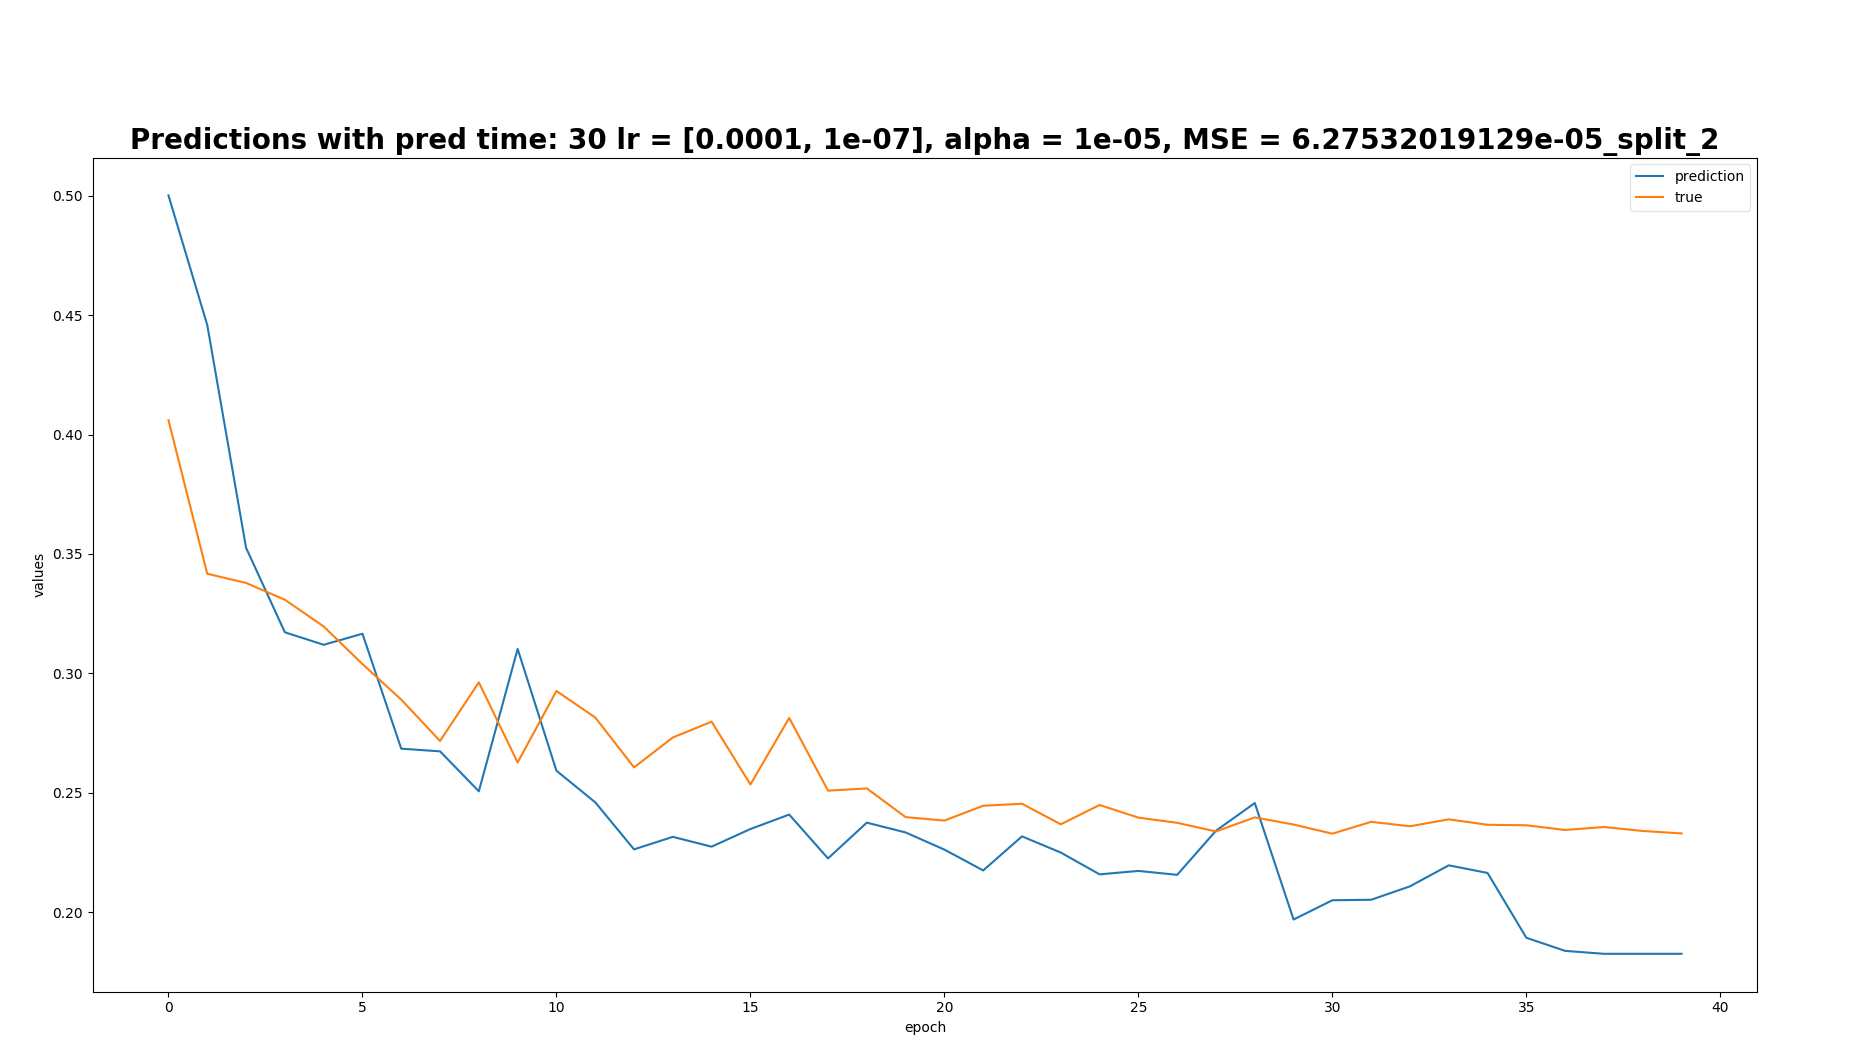 Predictions with pred time: 30 lr = [0.0001, 1e-07], alpha = 1e-05, MSE = 6.27532019129e-05_split_2
prediction
true
0.50
0.45
0.40
0.35
0.30
0.25
0.20
values
0 5 10 15 20 25 30 35 40
epoch